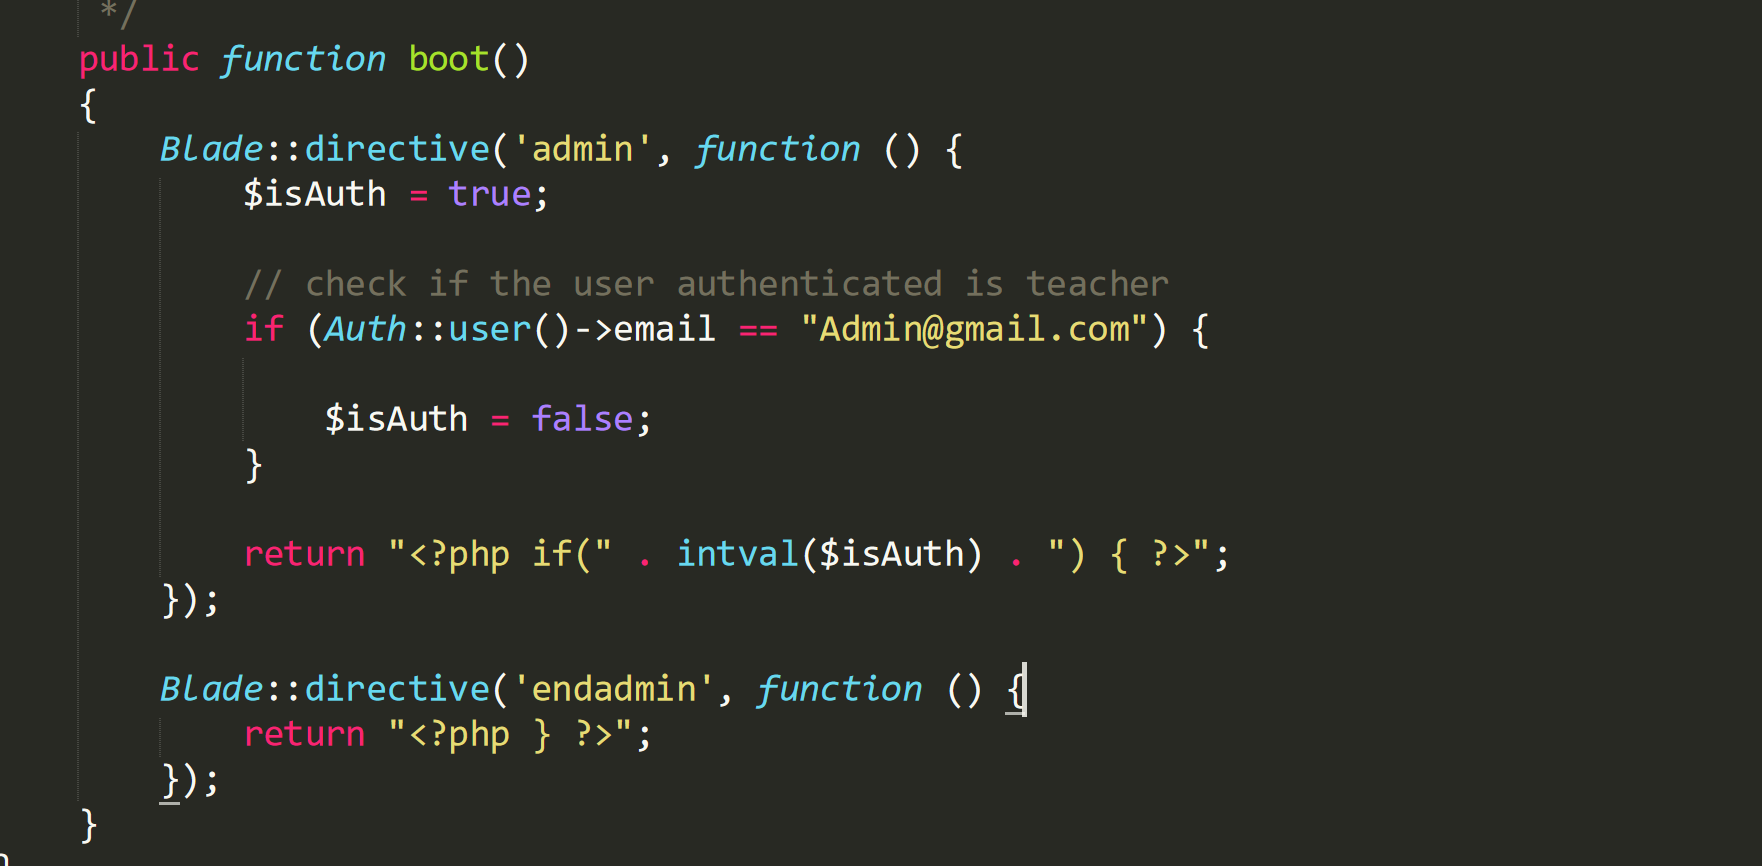 */
public function boot()
{
Blade::directive('admin', function () {
$isAuth = true;
// check if the user authenticated is teacher
if (Auth::user()->email == "Admin@gmail.com") {
$isAuth = false;
}
return "<?php if(" . intval($isAuth) . ") { ?>";
});
Blade::directive('endadmin', function () {
return "<?php } ?>";
});
}
}